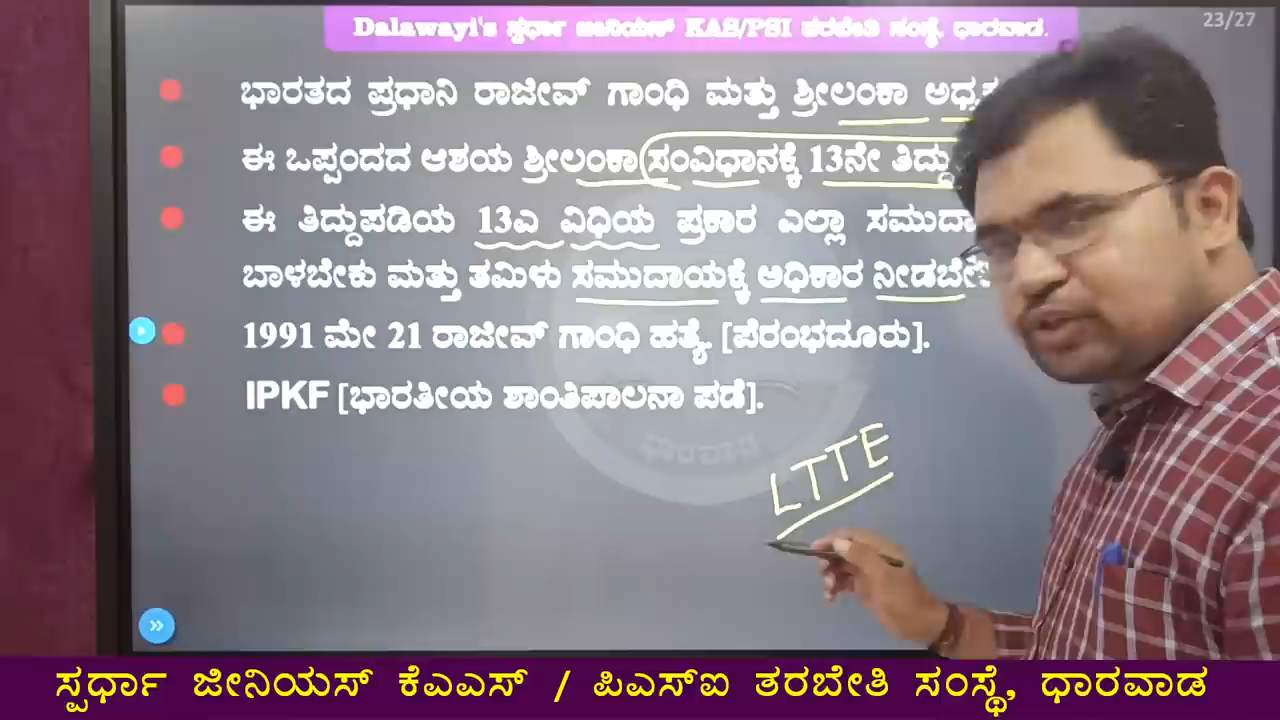 23/27
Dalawayi's ಸ್ಪರ್ಧಾ ಜೀನಿಯಸ್ KAS/PSI ತರಬೇತಿ ಸಂಸ್ಥೆ, ಧಾರವಾಡ.
ಭಾರತದ ಪ್ರಧಾನಿ ರಾಜೀವ್ ಗಾಂಧಿ ಮತ್ತು ಶ್ರೀಲಂಕಾ
ಈ ಒಪ್ಪಂದದ ಆಶಯ ಶ್ರೀಲಂಕಾ ಸಂವಿಧಾನಕ್ಕೆ 13ನೇ
ಈ ತಿದ್ದುಪಡಿಯ 13ಎ ವಿಧಿಯ ಪ್ರಕಾರ ಎಲ್ಲಾ
ಬಾಳಬೇಕು ಮತ್ತು ತಮಿಳು ಸಮುದಾಯಕ್ಕೆ ಅಧಿಕಾರ
1991 ಮೇ 21 ರಾಜೀವ್ ಗಾಂಧಿ ಹತ್ಯೆ. [ಪೆರಂಭದೂರು].
IPKF [ಭಾರತೀಯ ಶಾಂತಿಪಾಲನಾ ಪಡೆ].
ಧಾರವಾಡ
LTTE
ಸ್ಪರ್ಧಾ ಜೀನಿಯಸ್ ಕೆಎಎಸ್ / ಪಿಎಸ್ಐ ತರಬೇತಿ ಸಂಸ್ಥೆ, ಧಾರವಾಡ